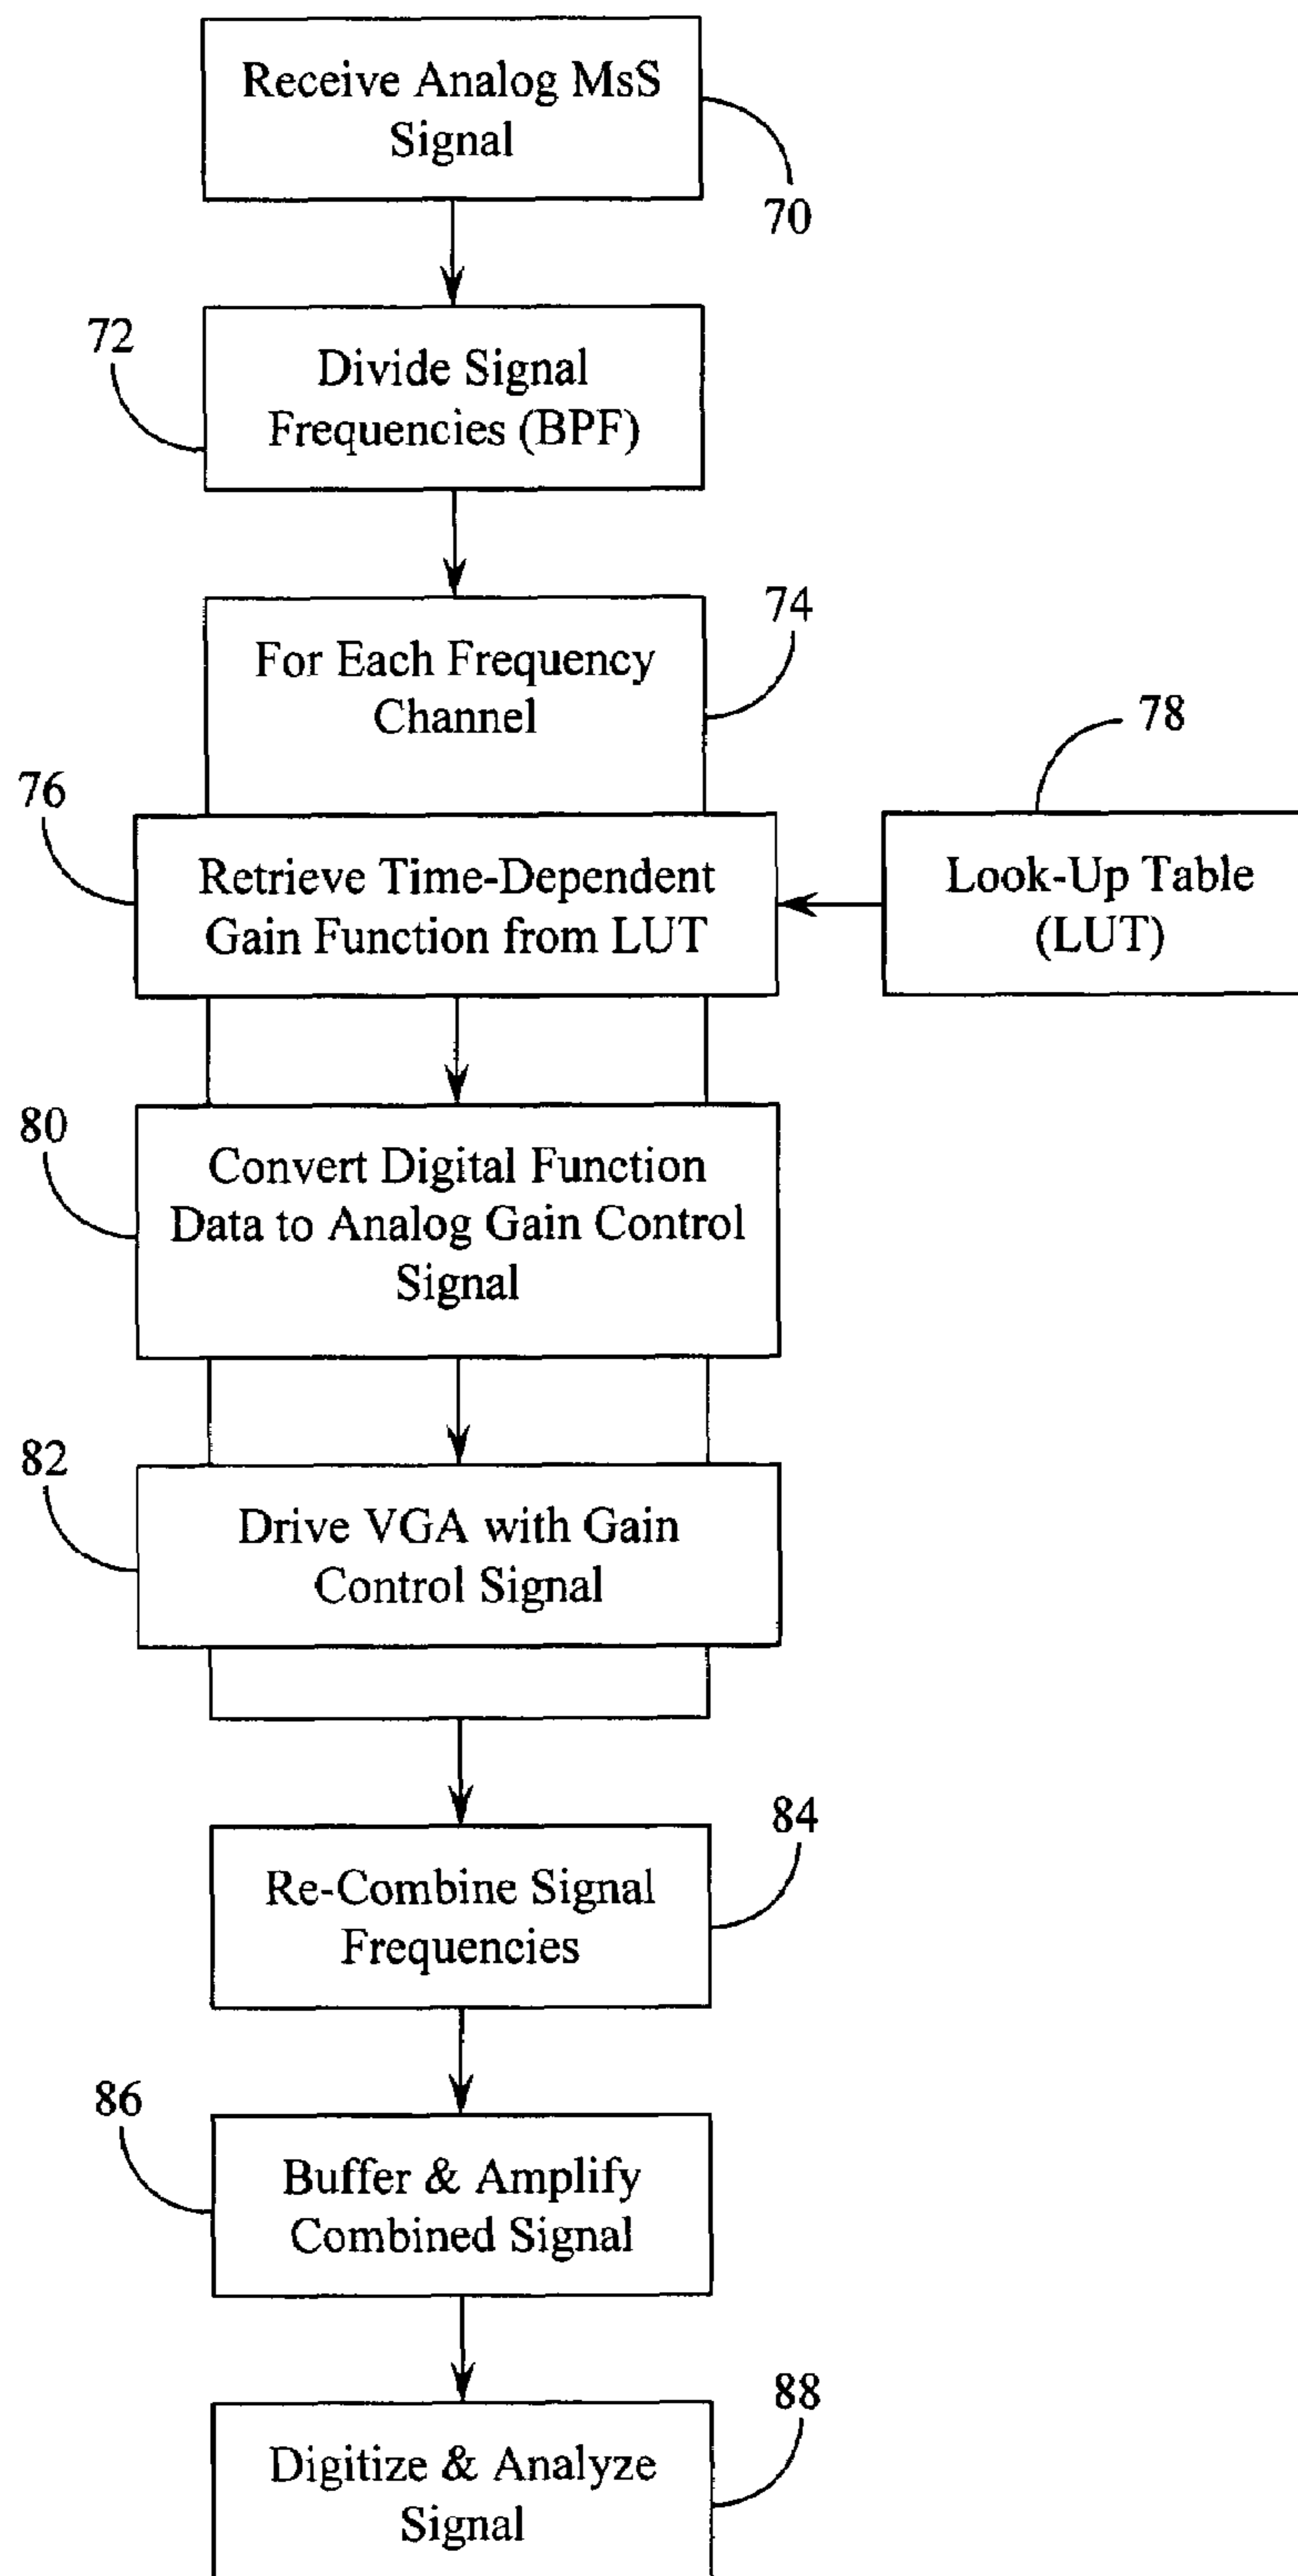 Receive Analog MsS
Signal
70
72
Divide Signal
Frequencies (BPF)
74
For Each Frequency
Channel
78
76
Retrieve Time-Dependent
Gain Function from LUT
Look-Up Table
(LUT)
80
Convert Digital Function
Data to Analog Gain Control
Signal
82
Drive VGA with Gain
Control Signal
84
Re-Combine Signal
Frequencies
86
Buffer & Amplify
Combined Signal
88
Digitize & Analyze
Signal